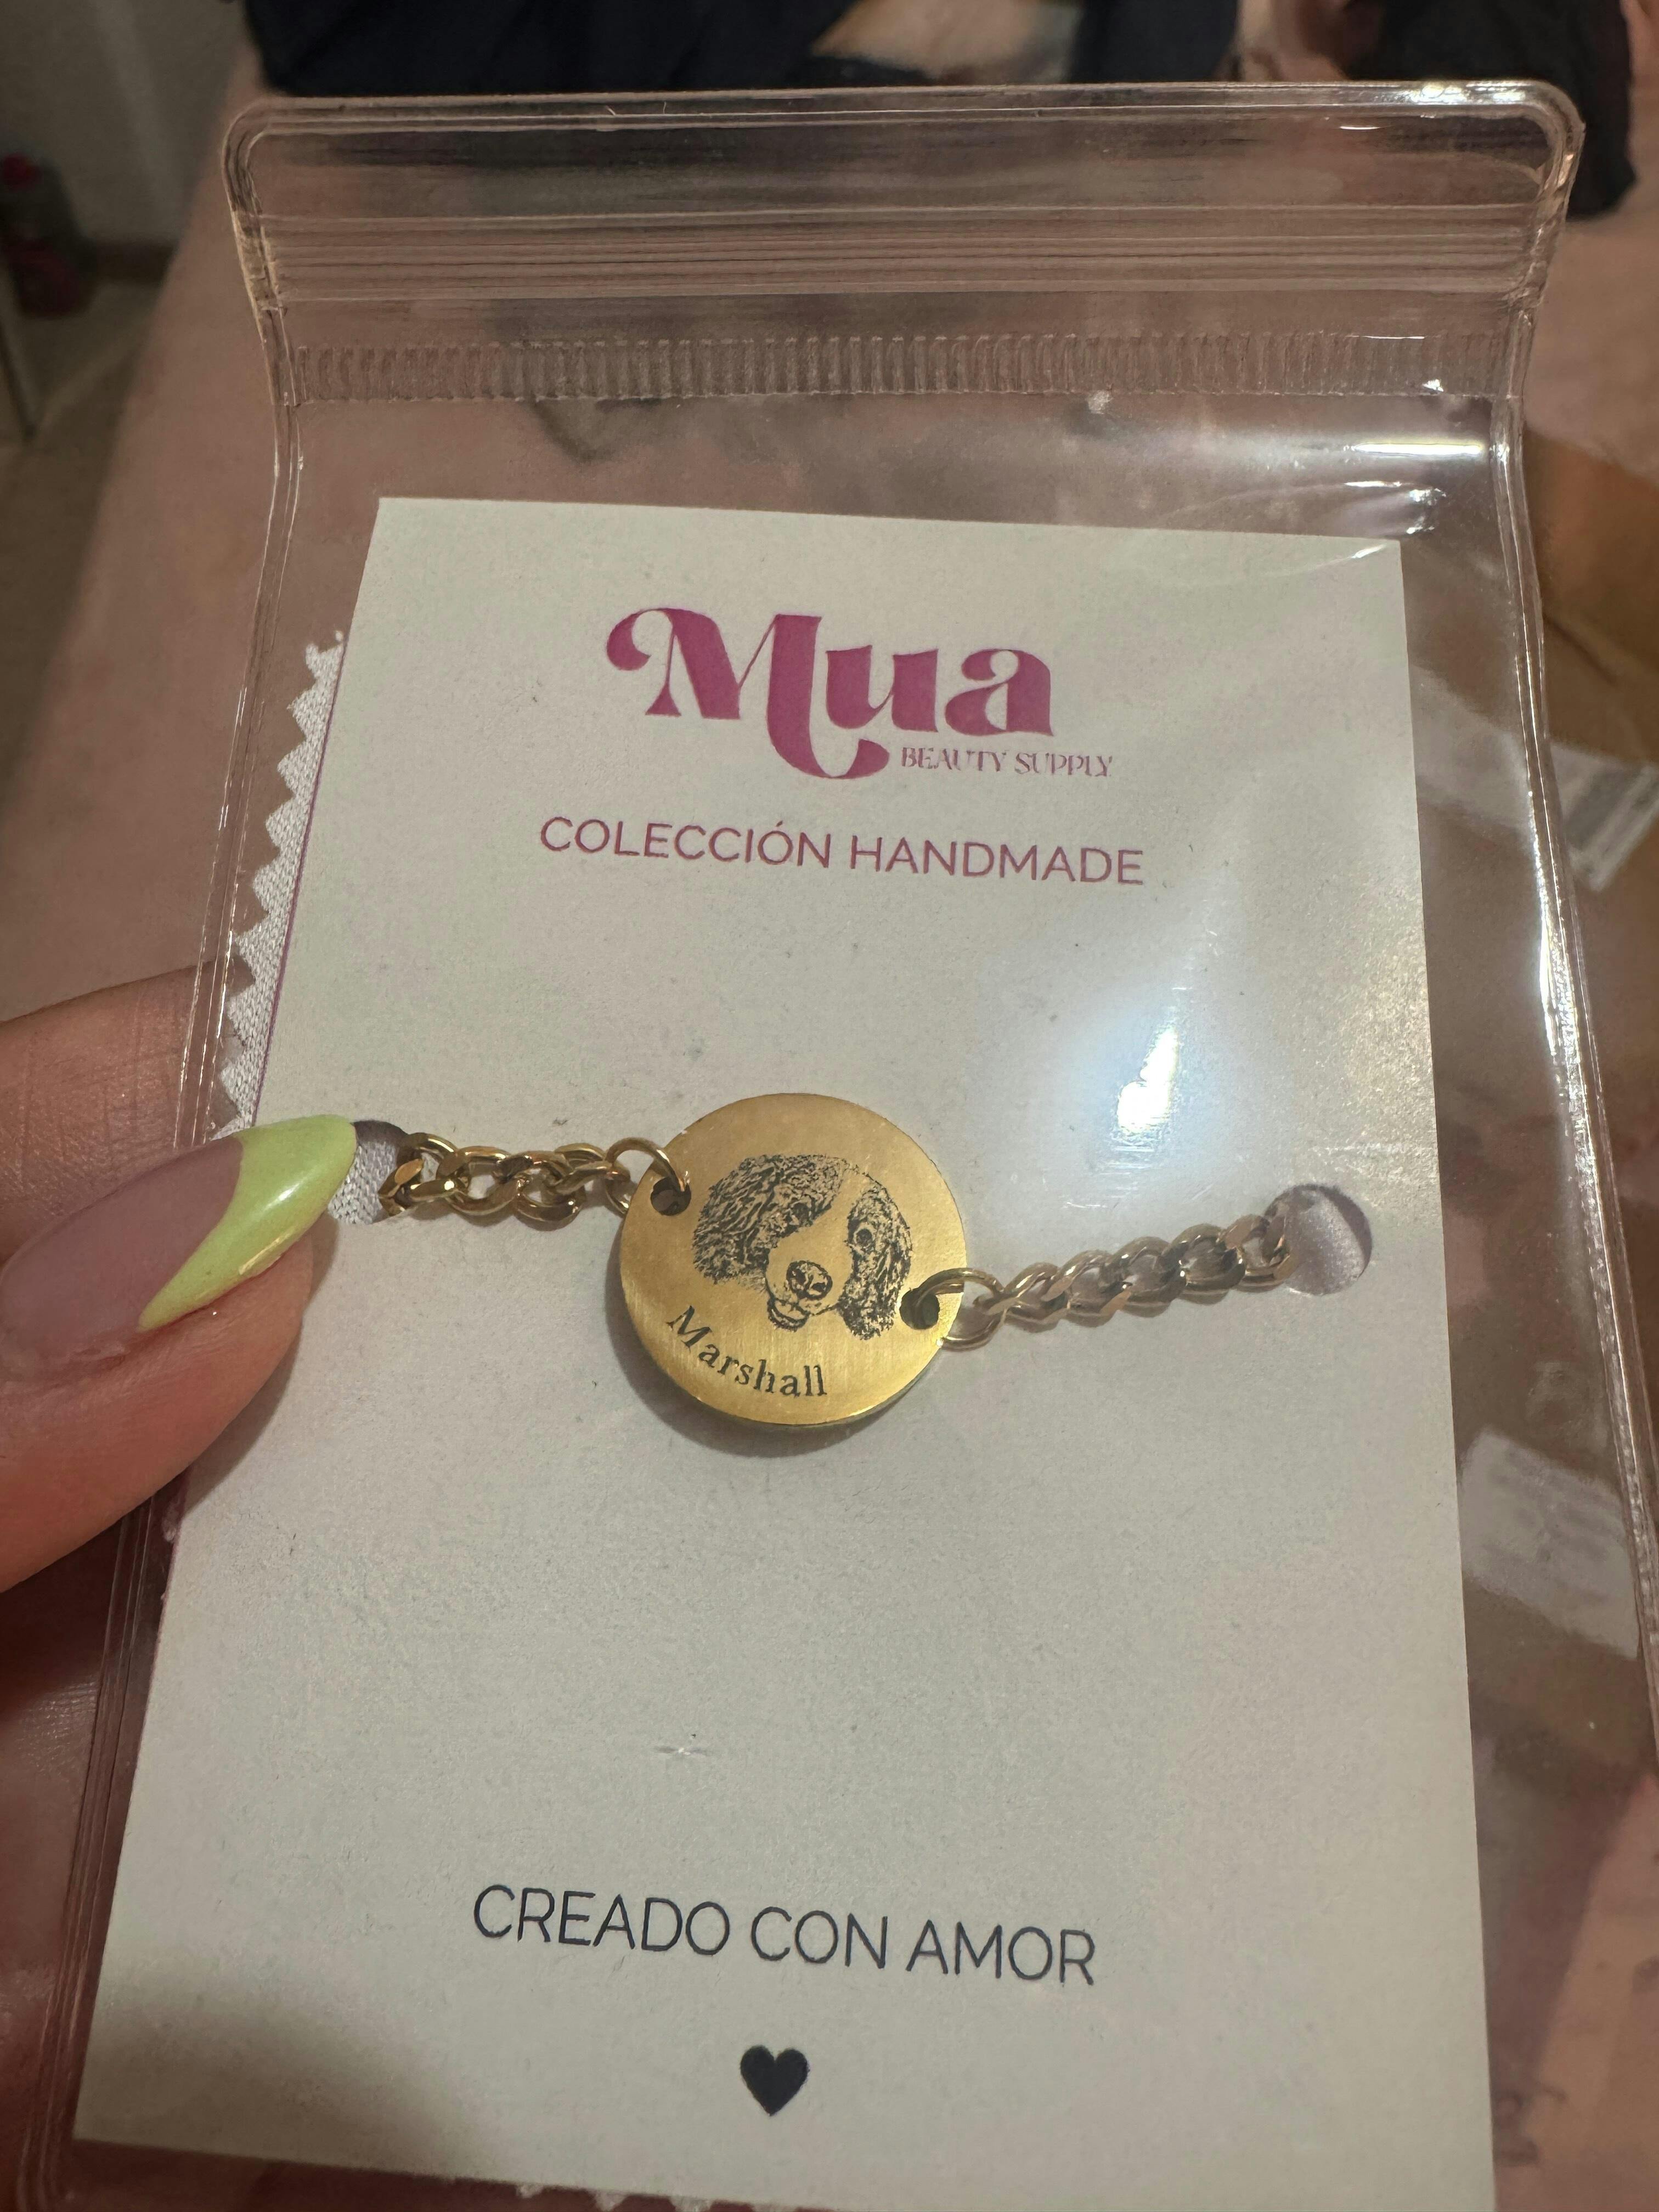 Mua
BEAUTY SUPPLY
COLECCIÓN HANDMADE
Marshall
CREADO CON AMOR